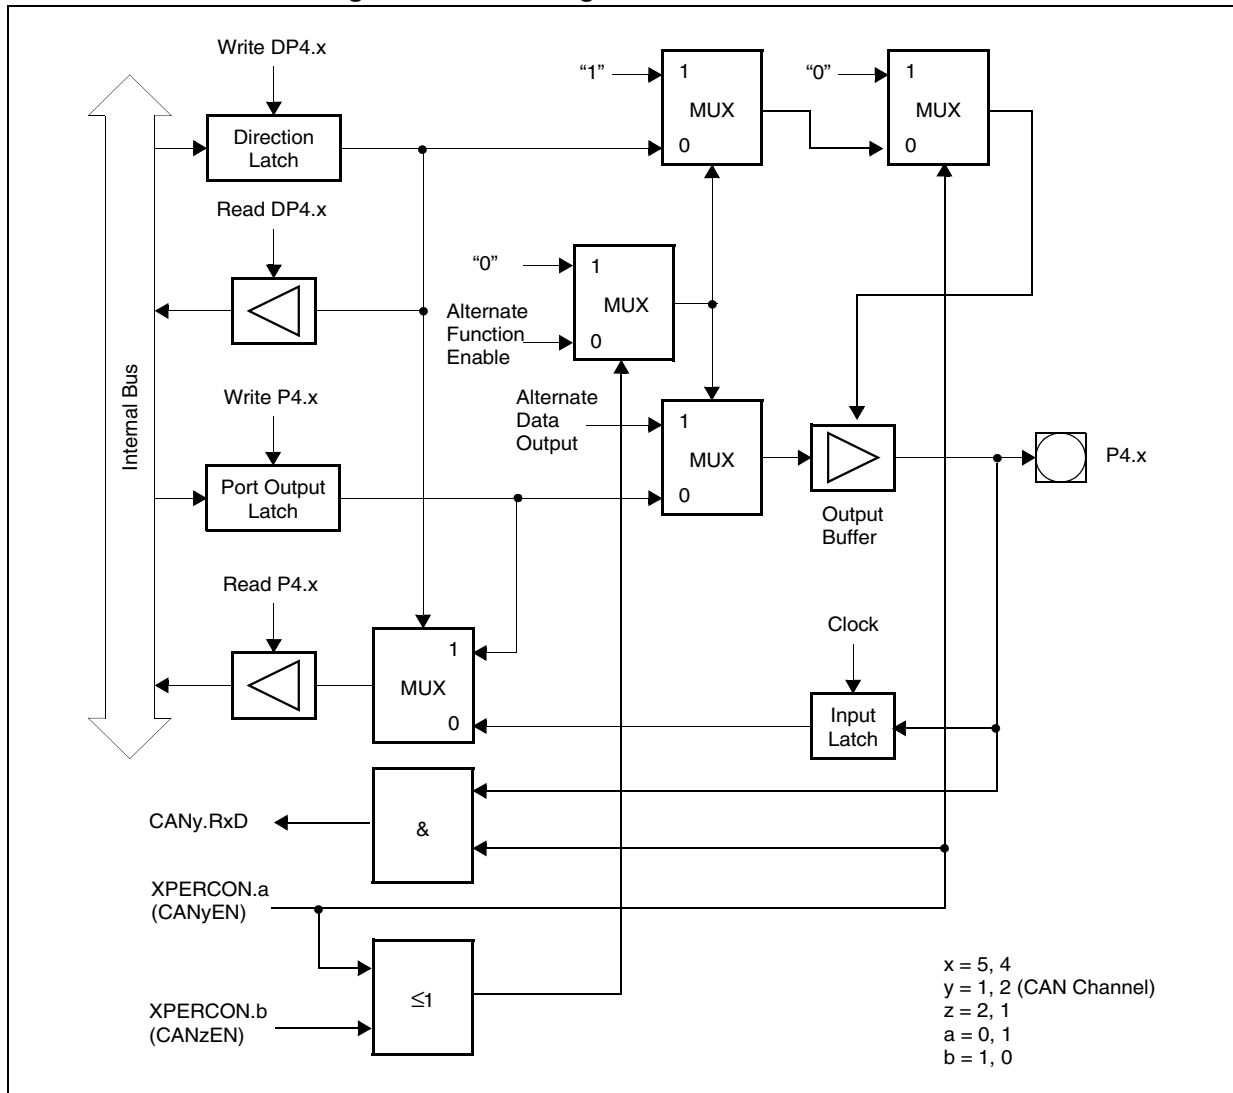 Write DP4.x
“1”
1
MUX
0
“0”
1
MUX
0
Direction
Latch
Read DP4.x
“0”
1
MUX
0
Alternate
Function
Enable
Internal Bus
Write P4.x
Alternate
Data
Output
1
MUX
0
P4.x
Port Output
Latch
Output
Buffer
Read P4.x
Clock
1
MUX
0
Input
Latch
CANy.RxD
&
XPERCON.a
(CANyEN)
≤1
XPERCON.b
(CANzEN)
x = 5, 4
y = 1, 2 (CAN Channel)
z = 2, 1
a = 0, 1
b = 1, 0